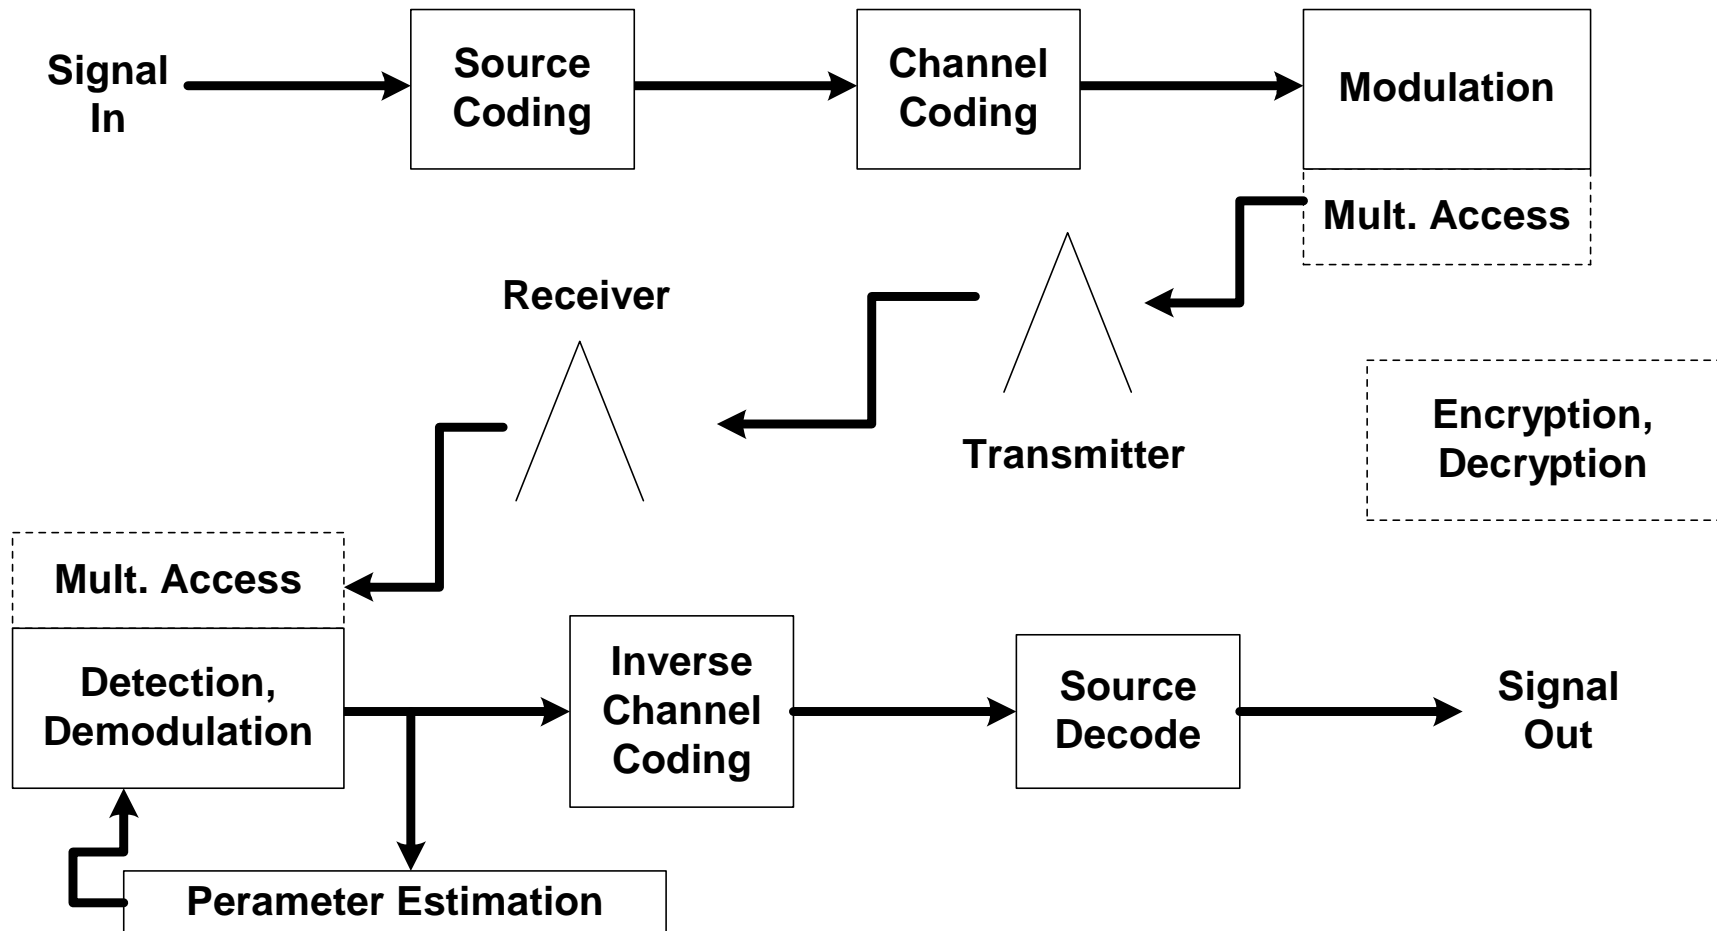 Signal
In
Source
Coding
Channel
Coding
Modulation
Mult. Access
Receiver
Transmitter
Encryption,
Decryption
Mult. Access
Detection,
Demodulation
Inverse
Channel
Coding
Source
Decode
Signal
Out
Perameter Estimation